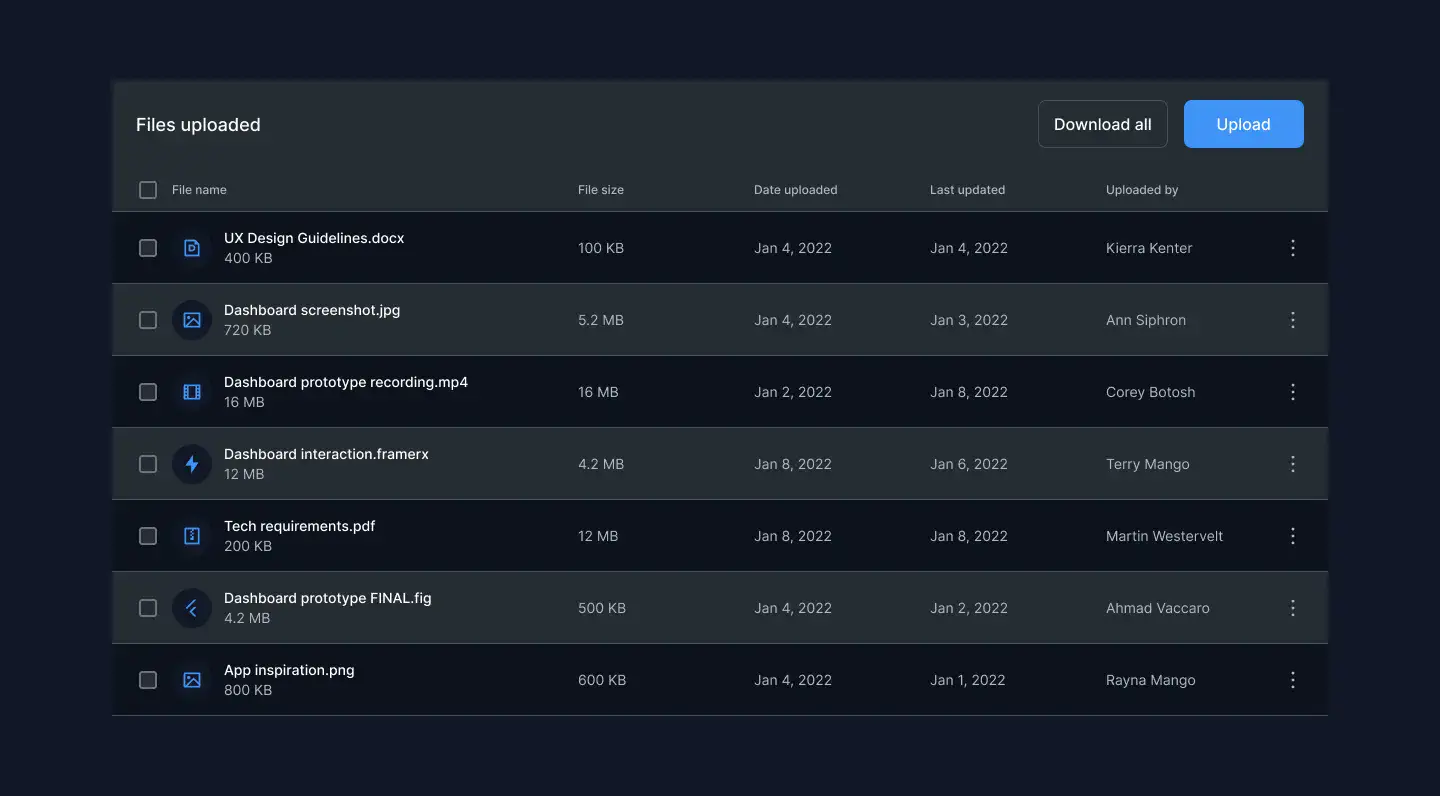 Files uploaded
Download all
Upload
File name File size Date uploaded Last updated Uploaded by
UX Design Guidelines.docx
400 KB
100 KB Jan 4, 2022 Jan 4, 2022 Kierra Kenter
Dashboard screenshot.jpg
720 KB
5.2 MB Jan 4, 2022 Jan 3, 2022 Ann Siphron
Dashboard prototype recording.mp4
16 MB
16 MB Jan 2, 2022 Jan 8, 2022 Corey Botosh
Dashboard interaction.framerx
12 MB
4.2 MB Jan 8, 2022 Jan 6, 2022 Terry Mango
Tech requirements.pdf
200 KB
12 MB Jan 8, 2022 Jan 8, 2022 Martin Westervelt
Dashboard prototype FINAL.fig
4.2 MB
500 KB Jan 4, 2022 Jan 2, 2022 Ahmad Vaccaro
App inspiration.png
800 KB
600 KB Jan 4, 2022 Jan 1, 2022 Rayna Mango